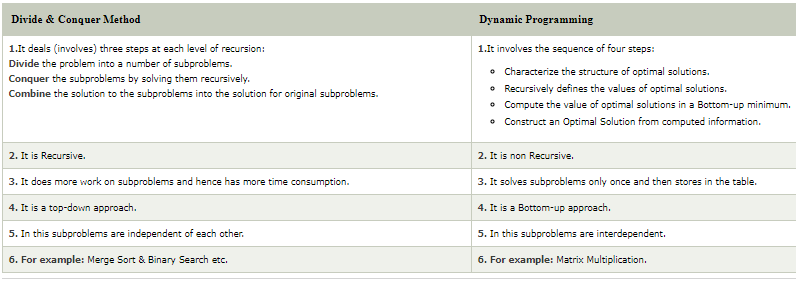 Divide & Conquer Method
Dynamic Programming
1.It deals (involves) three steps at each level of recursion:
Divide the problem into a number of subproblems.
Conquer the subproblems by solving them recursively.
Combine the solution to the subproblems into the solution for original subproblems.
1.It involves the sequence of four steps:
Characterize the structure of optimal solutions.
Recursively defines the values of optimal solutions.
Compute the value of optimal solutions in a Bottom-up minimum.
Construct an Optimal Solution from computed information.
2. It is Recursive.
2. It is non Recursive.
3. It does more work on subproblems and hence has more time consumption.
3. It solves subproblems only once and then stores in the table.
4. It is a top-down approach.
4. It is a Bottom-up approach.
5. In this subproblems are independent of each other.
5. In this subproblems are interdependent.
6. For example: Merge Sort & Binary Search etc.
6. For example: Matrix Multiplication.